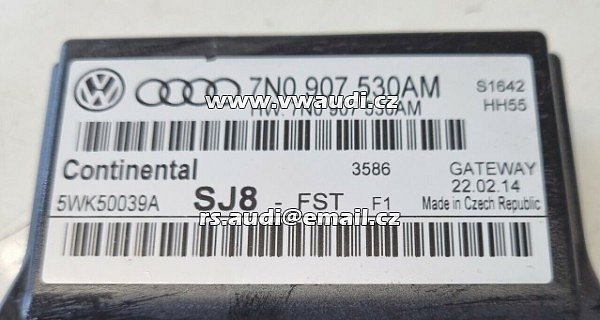 7N0 907 530AM
S1642
www.vwaudi.cz
HW: 7N0 907 530AM
HH55
Continental
3586
GATEWAY
22.02.14
5WK50039A
SJ8 - FST F1
Made in Czech Republic
rs.audi@email.cz